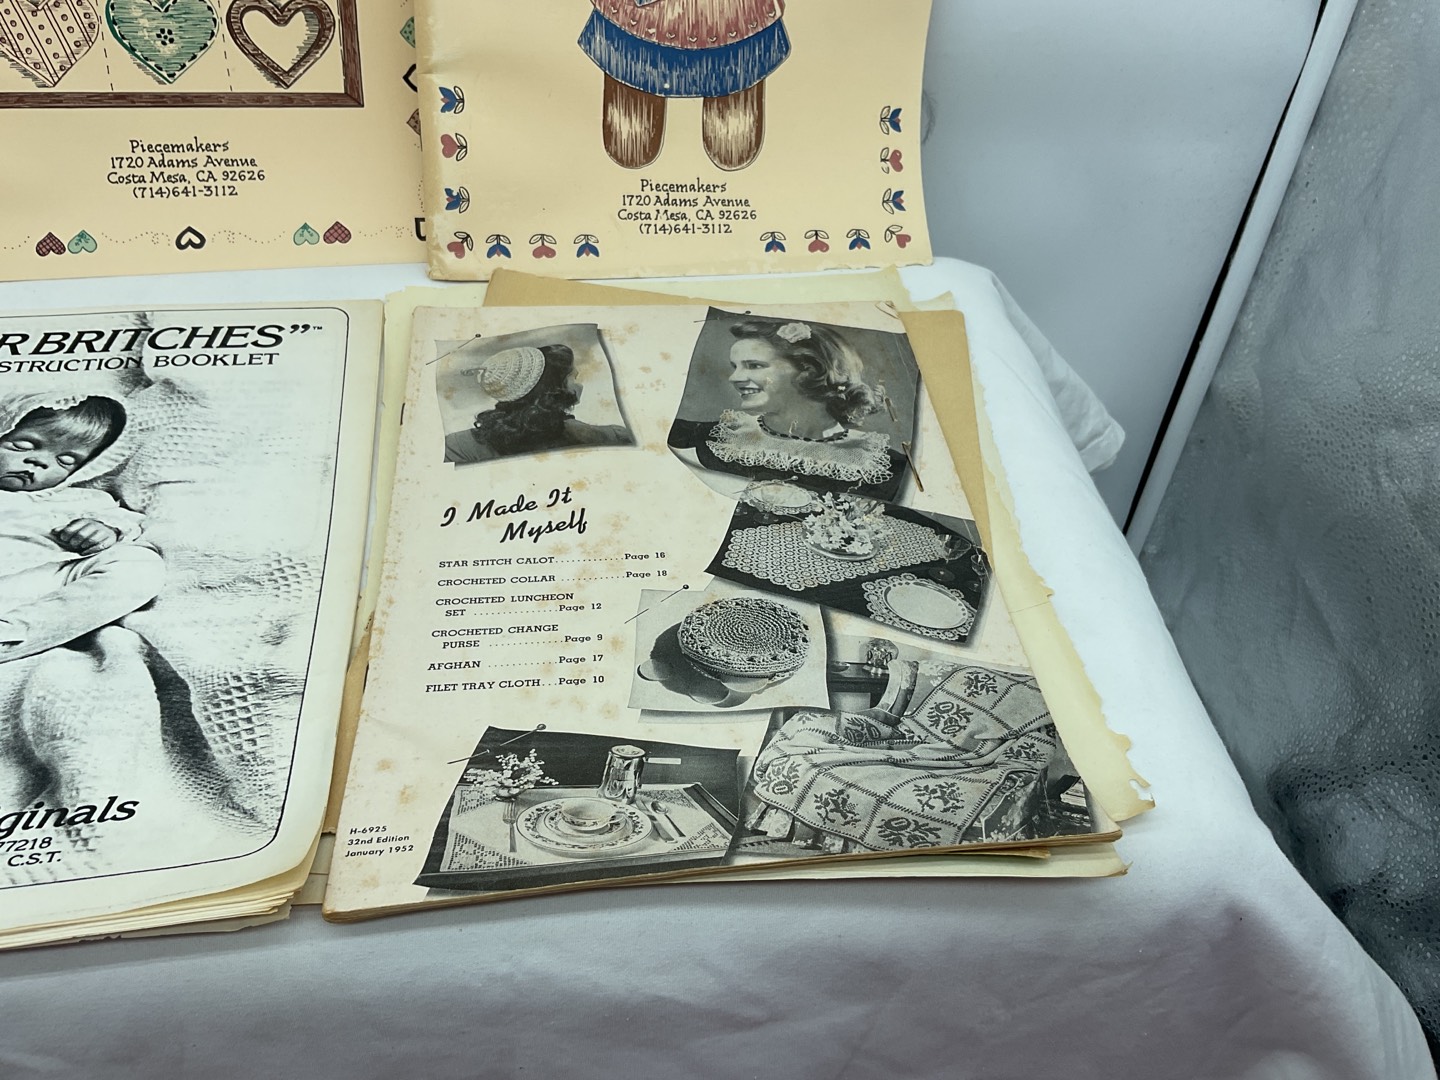 Piecemakers
1720 Adams Avenue
Costa Mesa, CA 92626
(714)641-3112
Piecemakers
1720 Adams Avenue
Costa Mesa, CA 92626
(714)641-3112
BRITCHES”™
BOOKLET
77218
C.S.T.
I Made It
Myself
STAR STITCH CALOT............Page 16
CROCHETED COLLAR ............Page 18
CROCHETED LUNCHEON
SET ...............Page 12
CROCHETED CHANGE
PURSE ..............Page 9
AFGHAN .............Page 17
FILET TRAY CLOTH...Page 10
H-6925
32nd Edition
January 1952